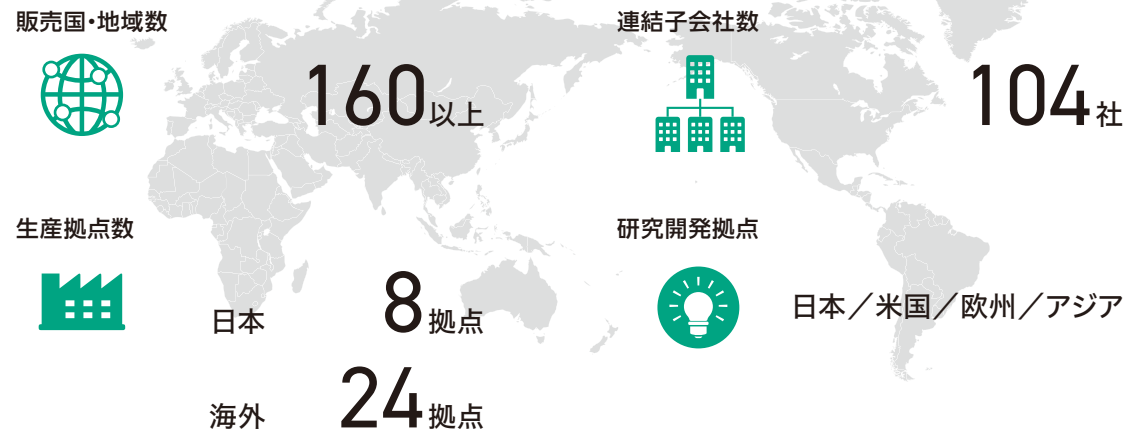 販売国・地域数
160以上
連結子会社数
104社
生産拠点数
日本 8拠点
海外 24拠点
研究開発拠点
日本／米国／欧州／アジア